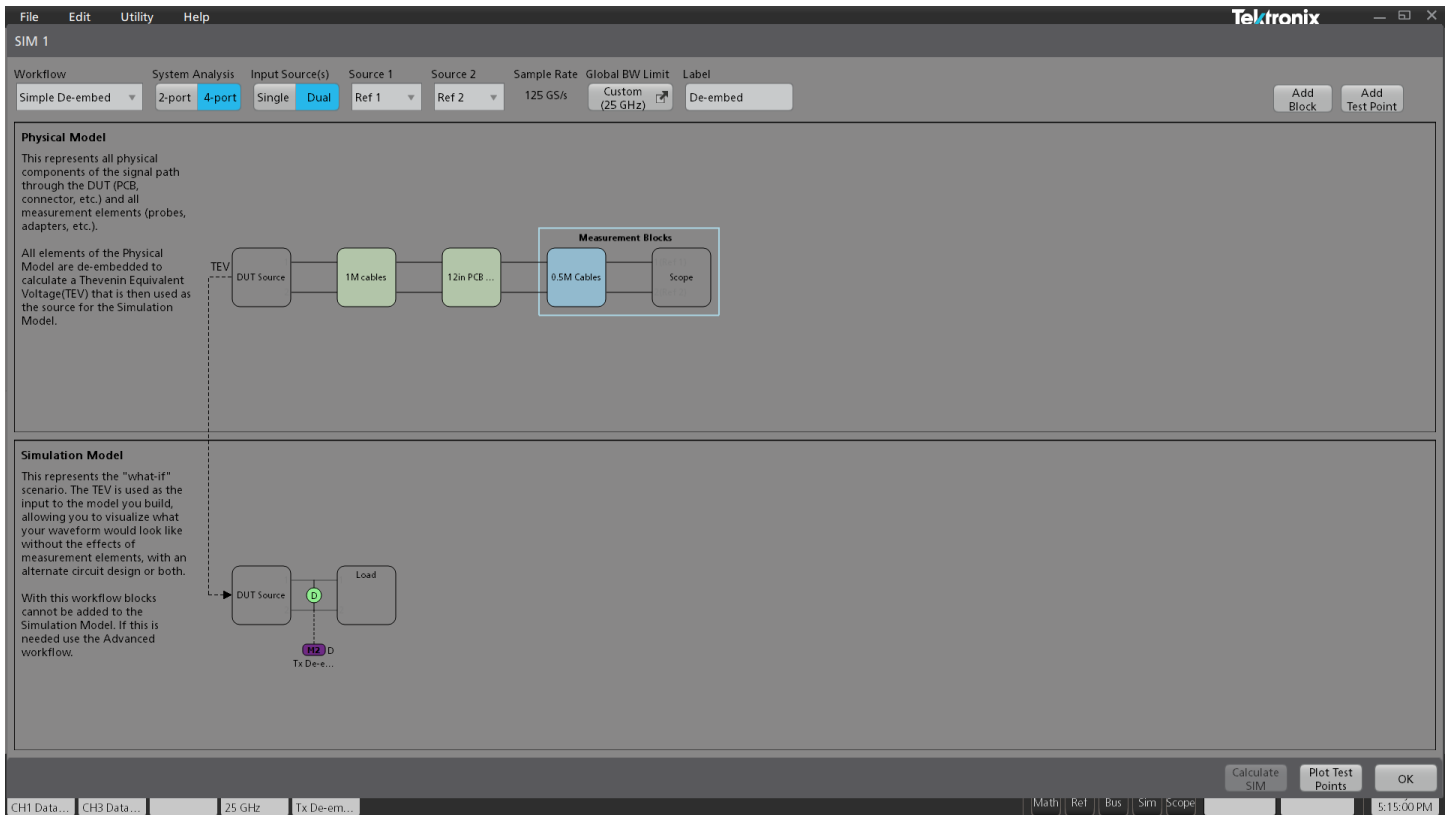 File Edit Utility Help
Tektronix
SIM 1
Workflow System Analysis Input Source(s) Source 1 Source 2 Sample Rate Global BW Limit Label
Simple De-embed 2-port 4-port Single Dual Ref 1 Ref 2 125 GS/s Custom (25 GHz) De-embed Add Block Add Test Point
Physical Model
This represents all physical
components of the signal path
through the DUT (PCB,
connector, etc.) and all
measurement elements (probes,
adapters, etc.).
All elements of the Physical
Model are de-embedded to
calculate a Thevenin Equivalent
Voltage(TEV) that is then used as
the source for the Simulation
Model.
Measurement Blocks
TEV
DUT Source 1M cables 12in PCB ... 0.5M Cables Scope
Simulation Model
This represents the "what-if"
scenario. The TEV is used as the
input to the model you build,
allowing you to visualize what
your waveform would look like
without the effects of
measurement elements, with an
alternate circuit design or both.
With this workflow blocks
cannot be added to the
Simulation Model. If this is
needed use the Advanced
workflow.
Load
DUT Source D
M2 D
Tx De-e...
Calculate SIM Plot Test Points OK
CH1 Data... CH3 Data... 25 GHz Tx De-em... Math Ref Bus Sim Scope 5:15:00 PM